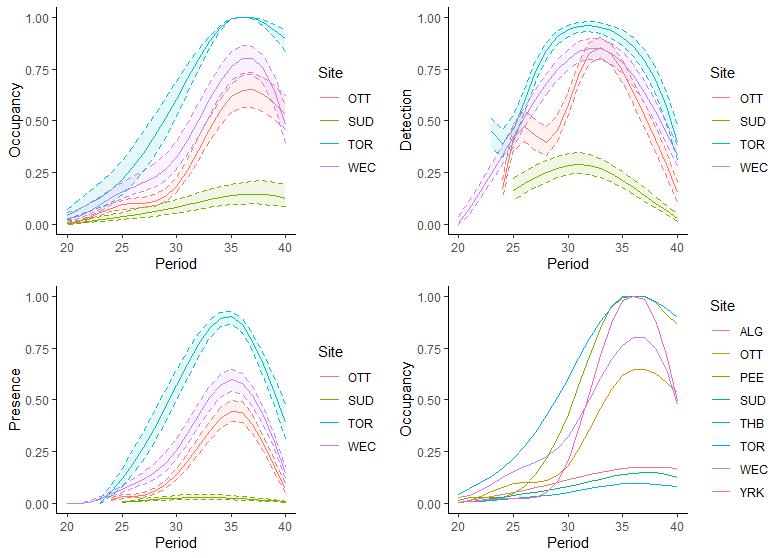 1.00
0.75
0.50
0.25
0.00
Occupancy
20 25 30 35 40
Period
Site
OTT
SUD
TOR
WEC
1.00
0.75
0.50
0.25
0.00
Detection
20 25 30 35 40
Period
Site
OTT
SUD
TOR
WEC
1.00
0.75
0.50
0.25
0.00
Presence
20 25 30 35 40
Period
Site
OTT
SUD
TOR
WEC
1.00
0.75
0.50
0.25
0.00
Occupancy
20 25 30 35 40
Period
Site
ALG
OTT
PEE
SUD
THB
TOR
WEC
YRK